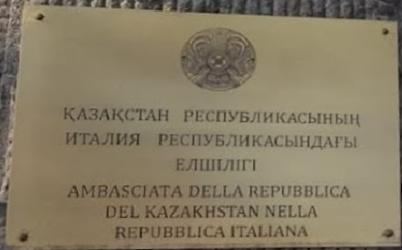 ҚАЗАҚСТАН РЕСПУБЛИКАСЫНЫҢ
ИТАЛИЯ РЕСПУБЛИКАСЫНДАҒЫ
ЕЛШІЛІГІ
AMBASCIATA DELLA REPUBBLICA
DEL KAZAKHSTAN NELLA
REPUBBLICA ITALIANA